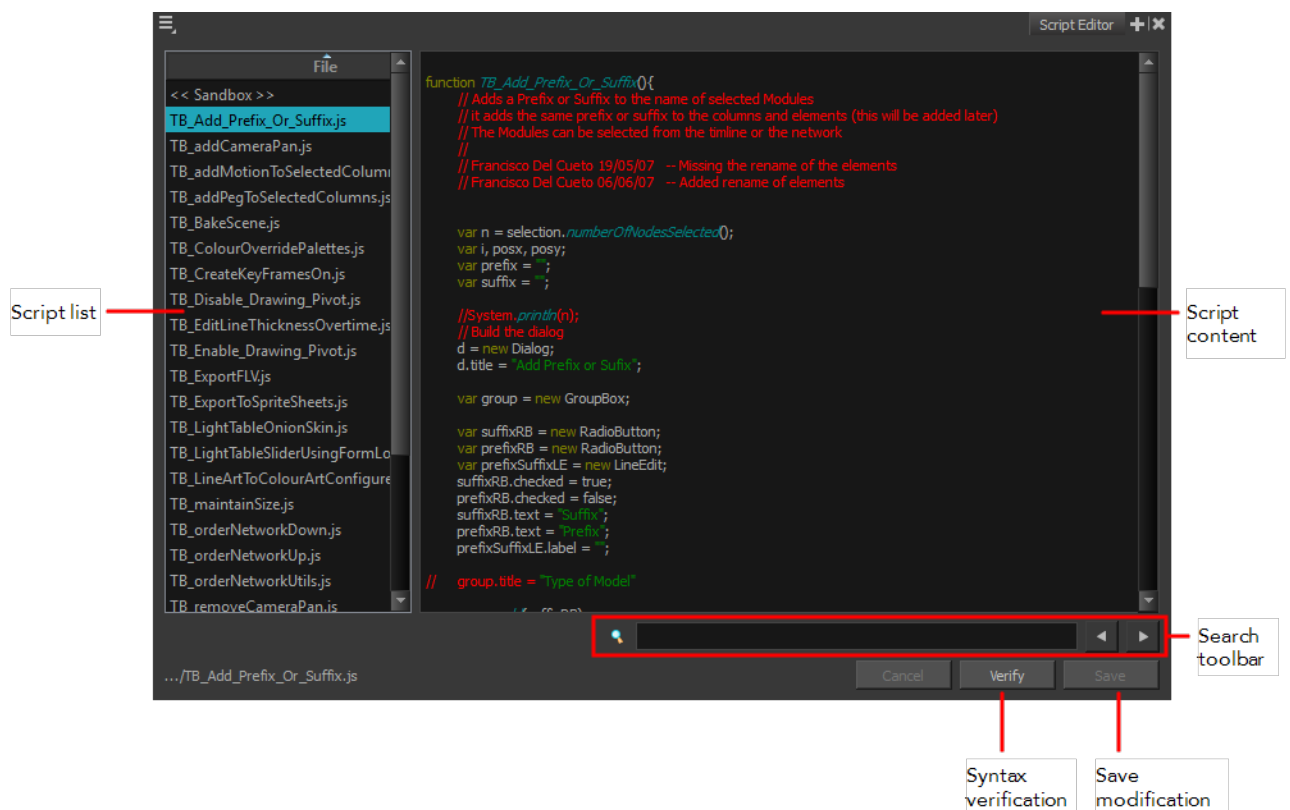 Script Editor
File
<< Sandbox >>
TB_Add_Prefix_Or_Suffix.js
TB_addCameraPan.js
TB_addMotionToSelectedColum
TB_addPegToSelectedColumns.js
TB_BakeScene.js
TB_ColourOverridePalettes.js
TB_CreateKeyFramesOn.js
TB_Disable_Drawing_Pivot.js
TB_EditLineThicknessOvertime.js
TB_Enable_Drawing_Pivot.js
TB_ExportFLV.js
TB_ExportToSpriteSheets.js
TB_LightTableOnionSkin.js
TB_LightTableSliderUsingFormLo
TB_LineArtToColourArtConfigure
TB_maintainSize.js
TB_orderNetworkDown.js
TB_orderNetworkUp.js
TB_orderNetworkUtils.js
TB_removeCameraPan.js
function TB_Add_Prefix_Or_Suffix(){
// Adds a Prefix or Suffix to the name of selected Modules
// it adds the same prefix or suffix to the columns and elements (this will be added later)
// The Modules can be selected from the timline or the network
//
// Francisco Del Cueto 19/05/07 -- Missing the rename of the elements
// Francisco Del Cueto 06/06/07 -- Added rename of elements
var n = selection.numberOfNodesSelected();
var i, posx, posy;
var prefix = "";
var suffix = "";
//System.println(n);
// Build the dialog
d = new Dialog;
d.title = "Add Prefix or Sufix";
var group = new GroupBox;
var suffixRB = new RadioButton;
var prefixRB = new RadioButton;
var prefixSuffixLE = new LineEdit;
suffixRB.checked = true;
prefixRB.checked = false;
suffixRB.text = "Suffix";
prefixRB.text = "Prefix";
prefixSuffixLE.label = "";
// group.title = "Type of Model"
.../TB_Add_Prefix_Or_Suffix.js
Cancel
Verify
Save
Script list
Script
content
Search
toolbar
Syntax
verification
Save
modification